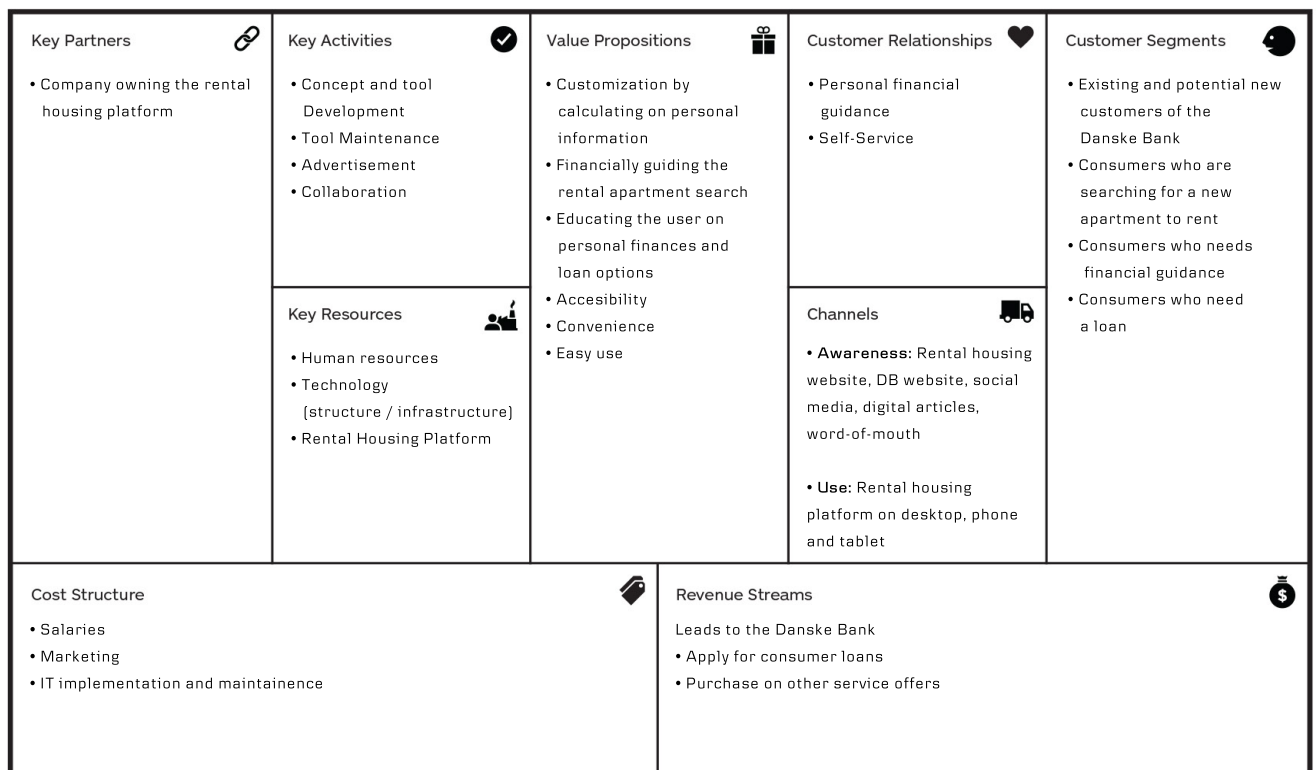 Key Partners
• Company owning the rental
housing platform
Key Activities
• Concept and tool
Development
• Tool Maintenance
• Advertisement
• Collaboration
Key Resources
• Human resources
• Technology
(structure / infrastructure)
• Rental Housing Platform
Value Propositions
• Customization by
calculating on personal
information
• Financially guiding the
rental apartment search
• Educating the user on
personal finances and
loan options
• Accesibility
• Convenience
• Easy use
Customer Relationships
• Personal financial
guidance
• Self-Service
Channels
• Awareness: Rental housing
website, DB website, social
media, digital articles,
word-of-mouth
• Use: Rental housing
platform on desktop, phone
and tablet
Customer Segments
• Existing and potential new
customers of the
Danske Bank
• Consumers who are
searching for a new
apartment to rent
• Consumers who needs
financial guidance
• Consumers who need
a loan
Cost Structure
• Salaries
• Marketing
• IT implementation and maintainence
Revenue Streams
$
Leads to the Danske Bank
• Apply for consumer loans
• Purchase on other service offers